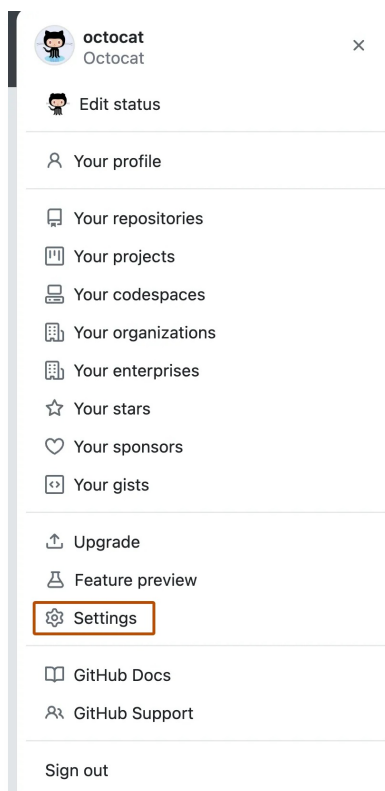 octocat
Octocat
Edit status
Your profile
Your repositories
Your projects
Your codespaces
Your organizations
Your enterprises
Your stars
Your sponsors
Your gists
Upgrade
Feature preview
Settings
GitHub Docs
GitHub Support
Sign out